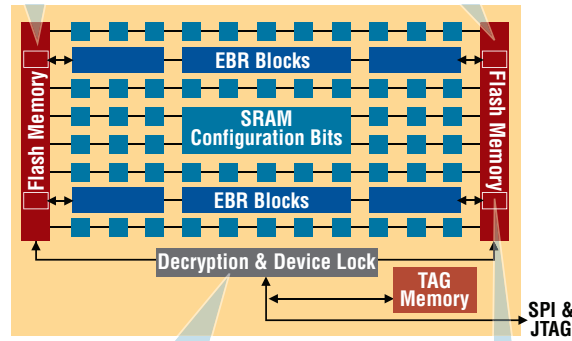 EBR Blocks
Flash Memory
Flash Memory
SRAM
Configuration Bits
EBR Blocks
Decryption & Device Lock
TAG
Memory
SPI &
JTAG